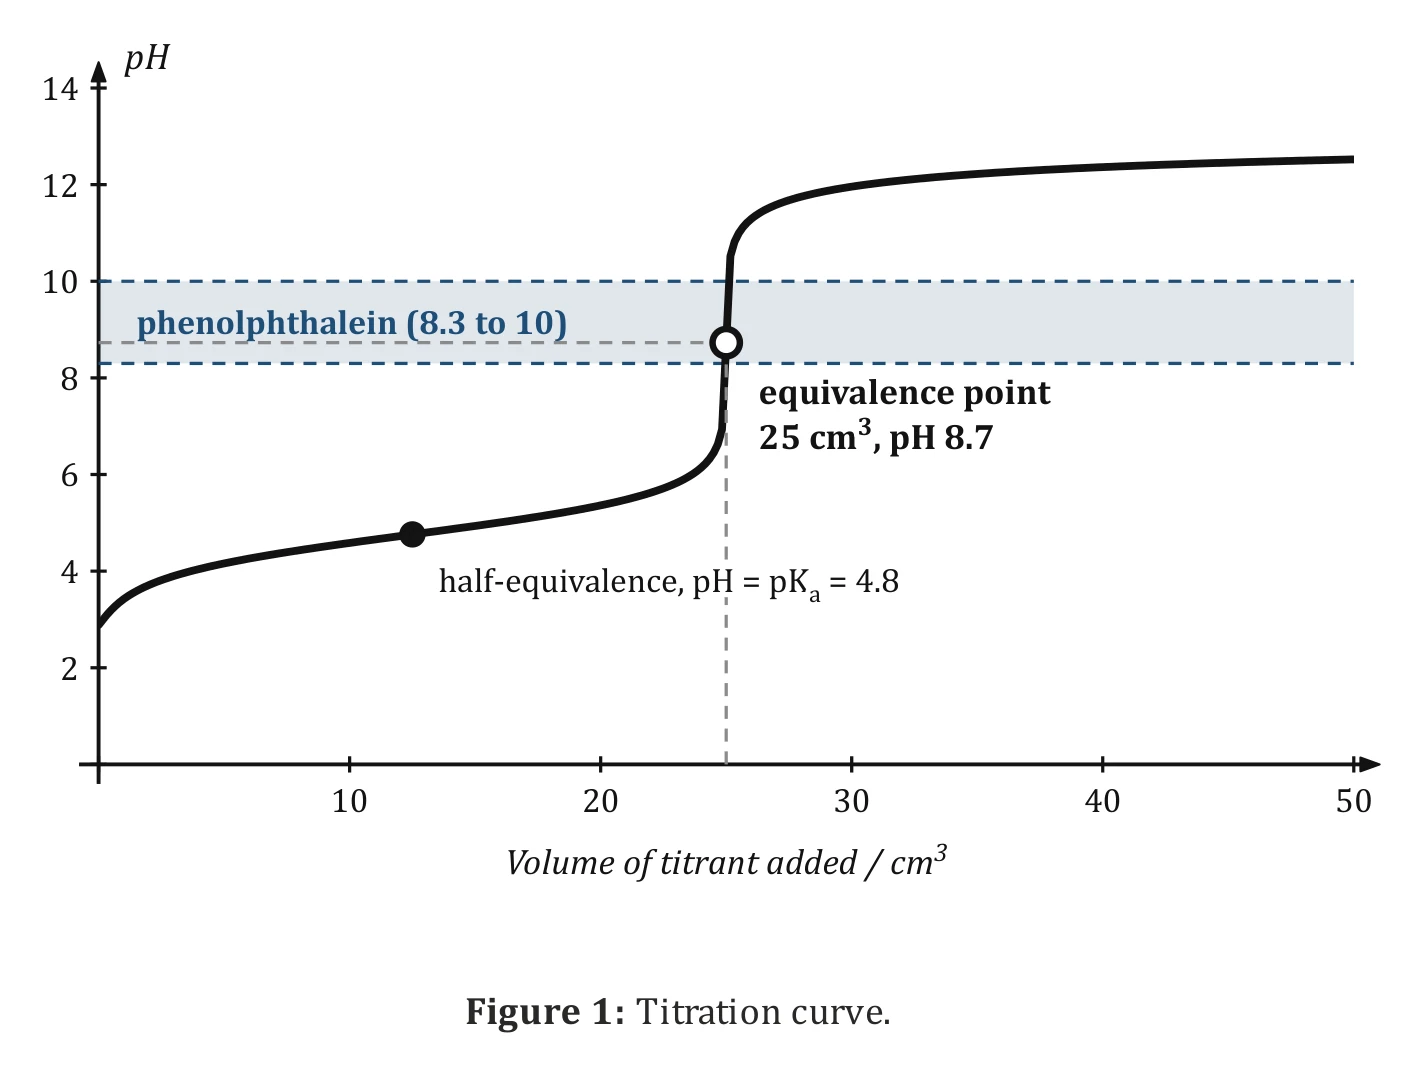 pH
14
12
10
phenolphthalein (8.3 to 10)
8
equivalence point
25 cm³, pH 8.7
6
4
half-equivalence, pH = pKₐ = 4.8
2
10 20 30 40 50
Volume of titrant added / cm³
Figure 1: Titration curve.